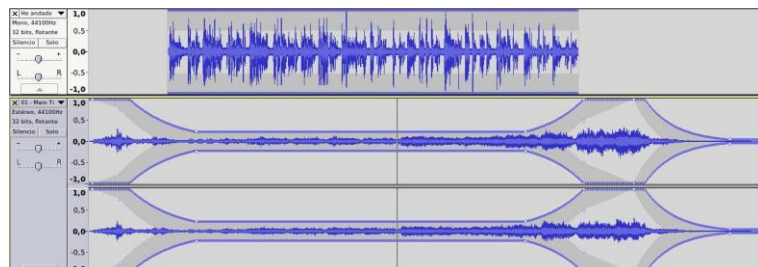 He andado
Mono, 44100Hz
32 bits, flotante
Silencio Solo
- +
L R
1,0
0,5-
0,0-
-0,5-
-1,0
01 - Main Ti
Estéreo, 44100Hz
32 bits, flotante
Silencio Solo
- +
L R
1,0
0,5-
0,0-
-0,5-
-1,0
1,0
0,5-
0,0-
-0,5-